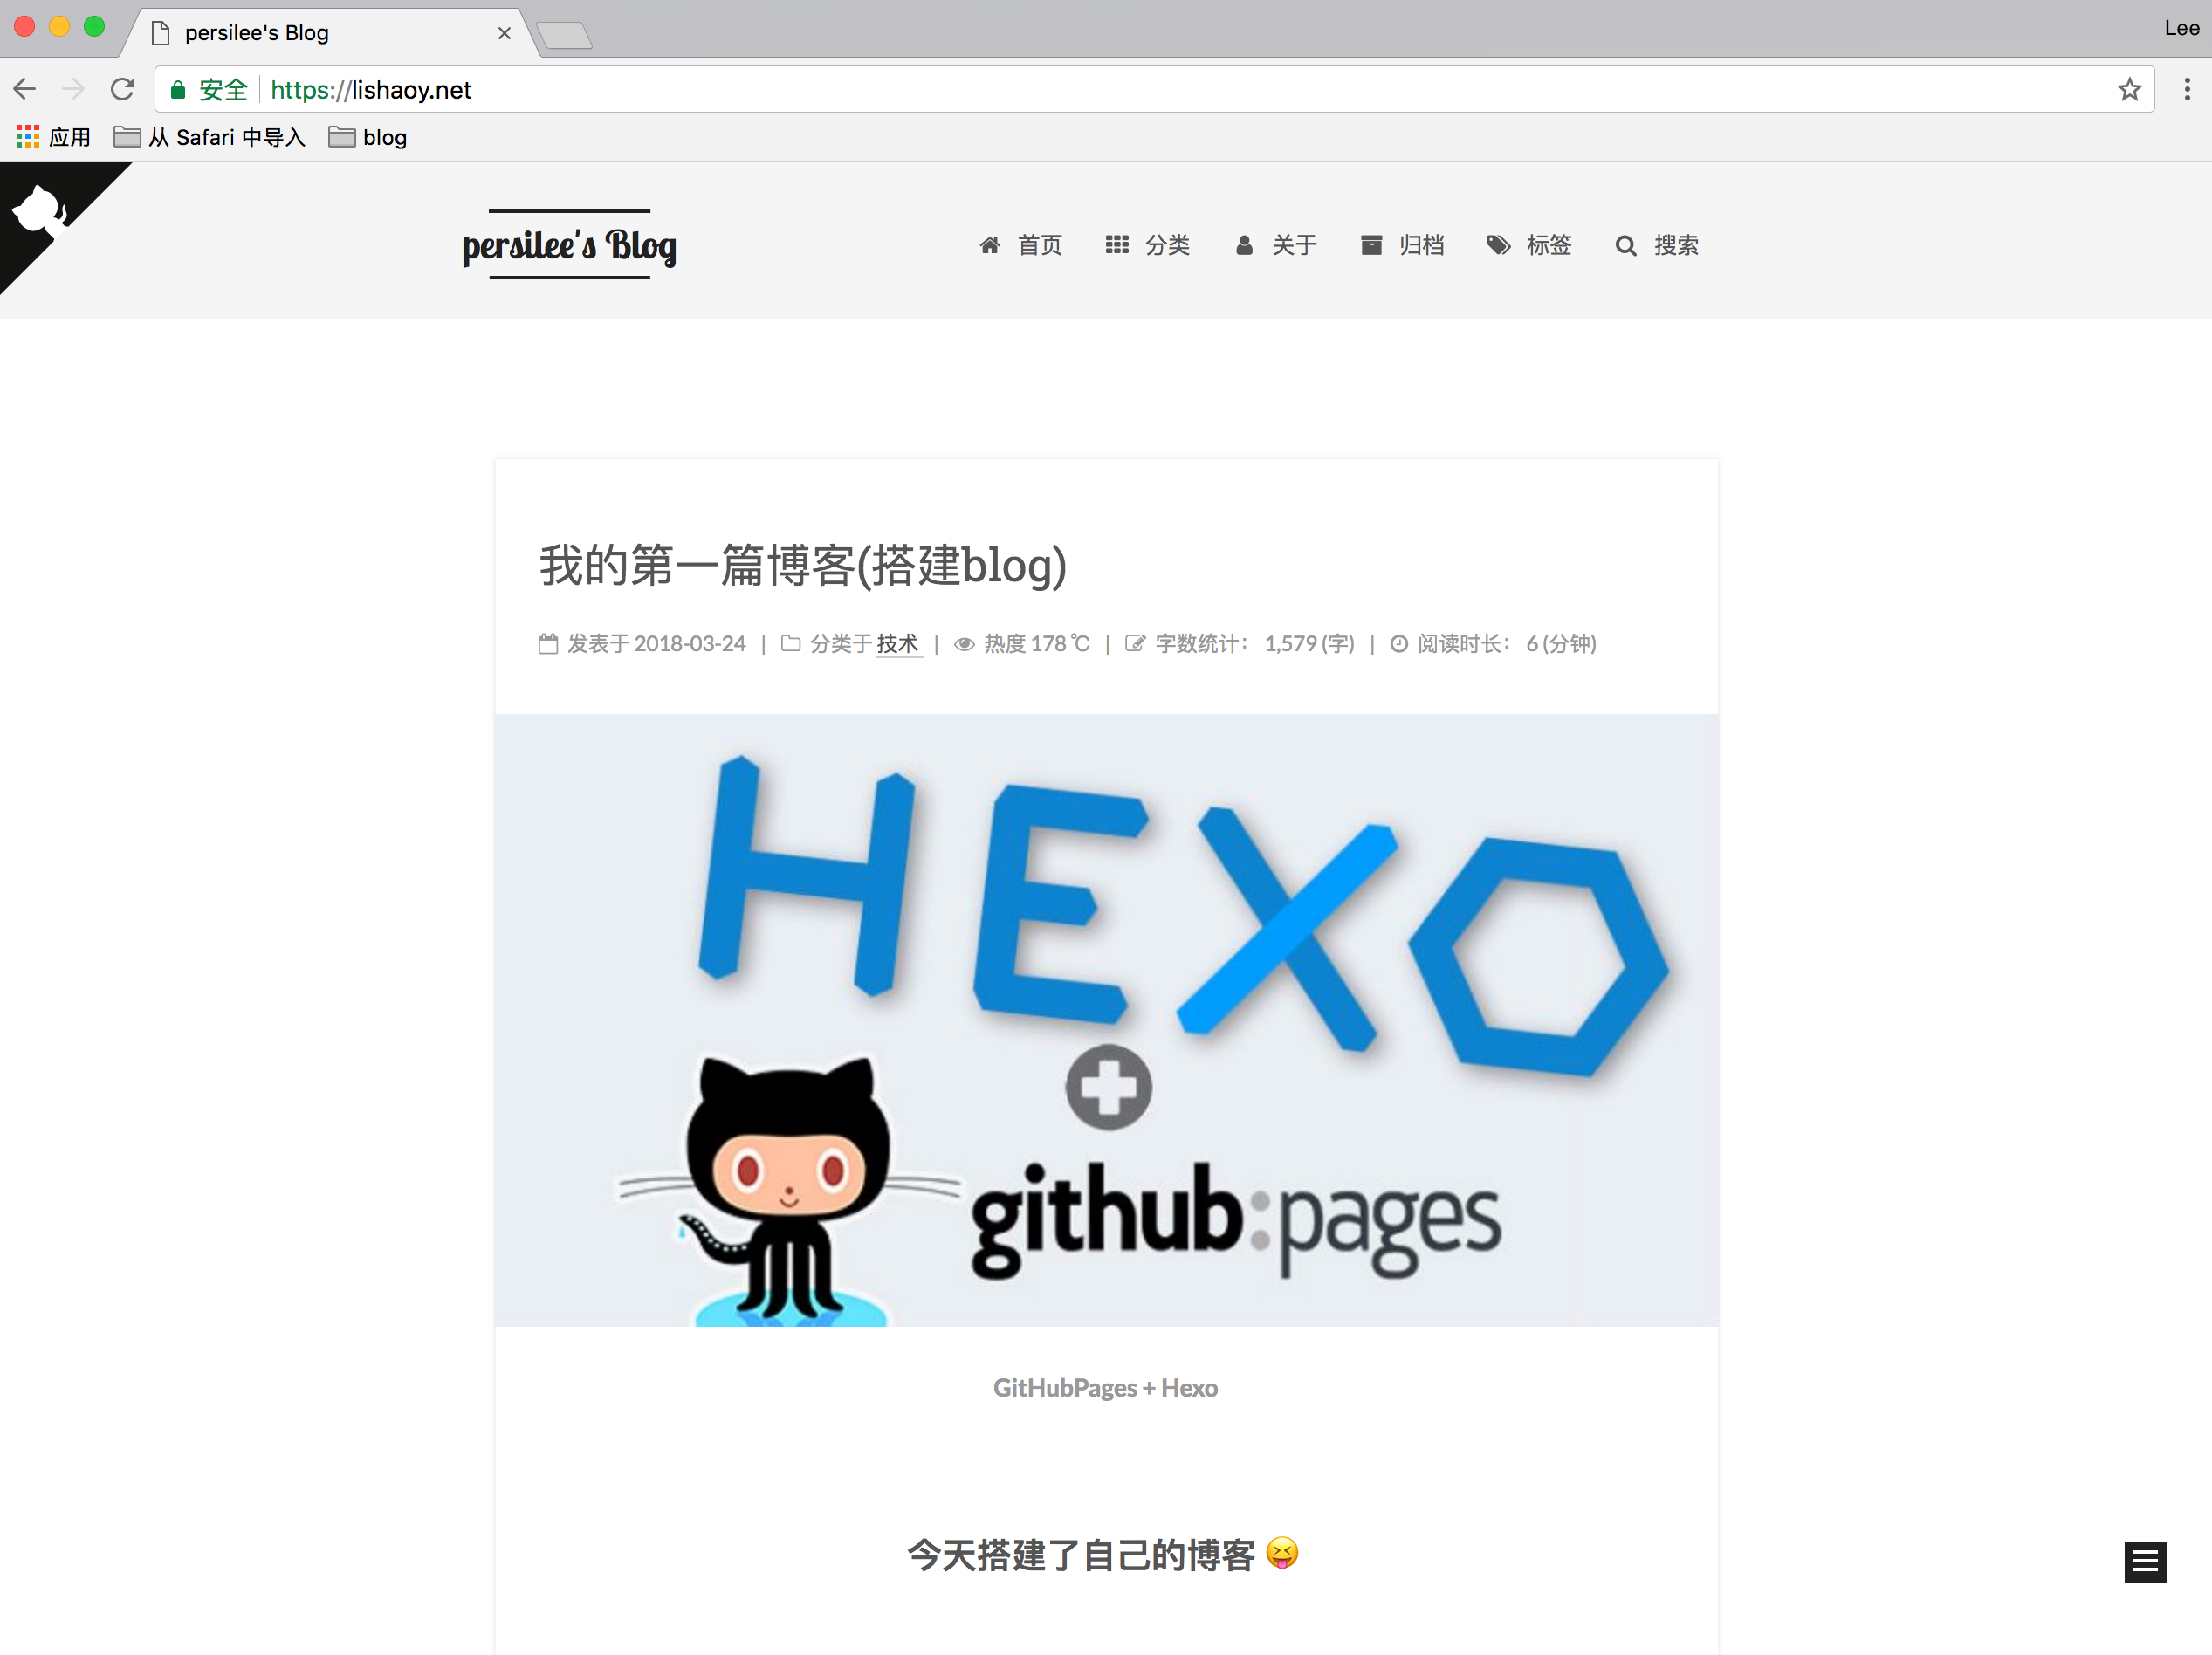 persilee's Blog
Lee
安全 https://lishaoy.net
应用 从 Safari 中导入 blog
persilee's Blog
首页 分类 关于 归档 标签 搜索
我的第一篇博客(搭建blog)
发表于 2018-03-24 | 分类于 技术 | 热度 178 ℃ | 字数统计： 1,579 (字) | 阅读时长： 6 (分钟)
HEXO
github:pages
GitHubPages + Hexo
今天搭建了自己的博客 😝